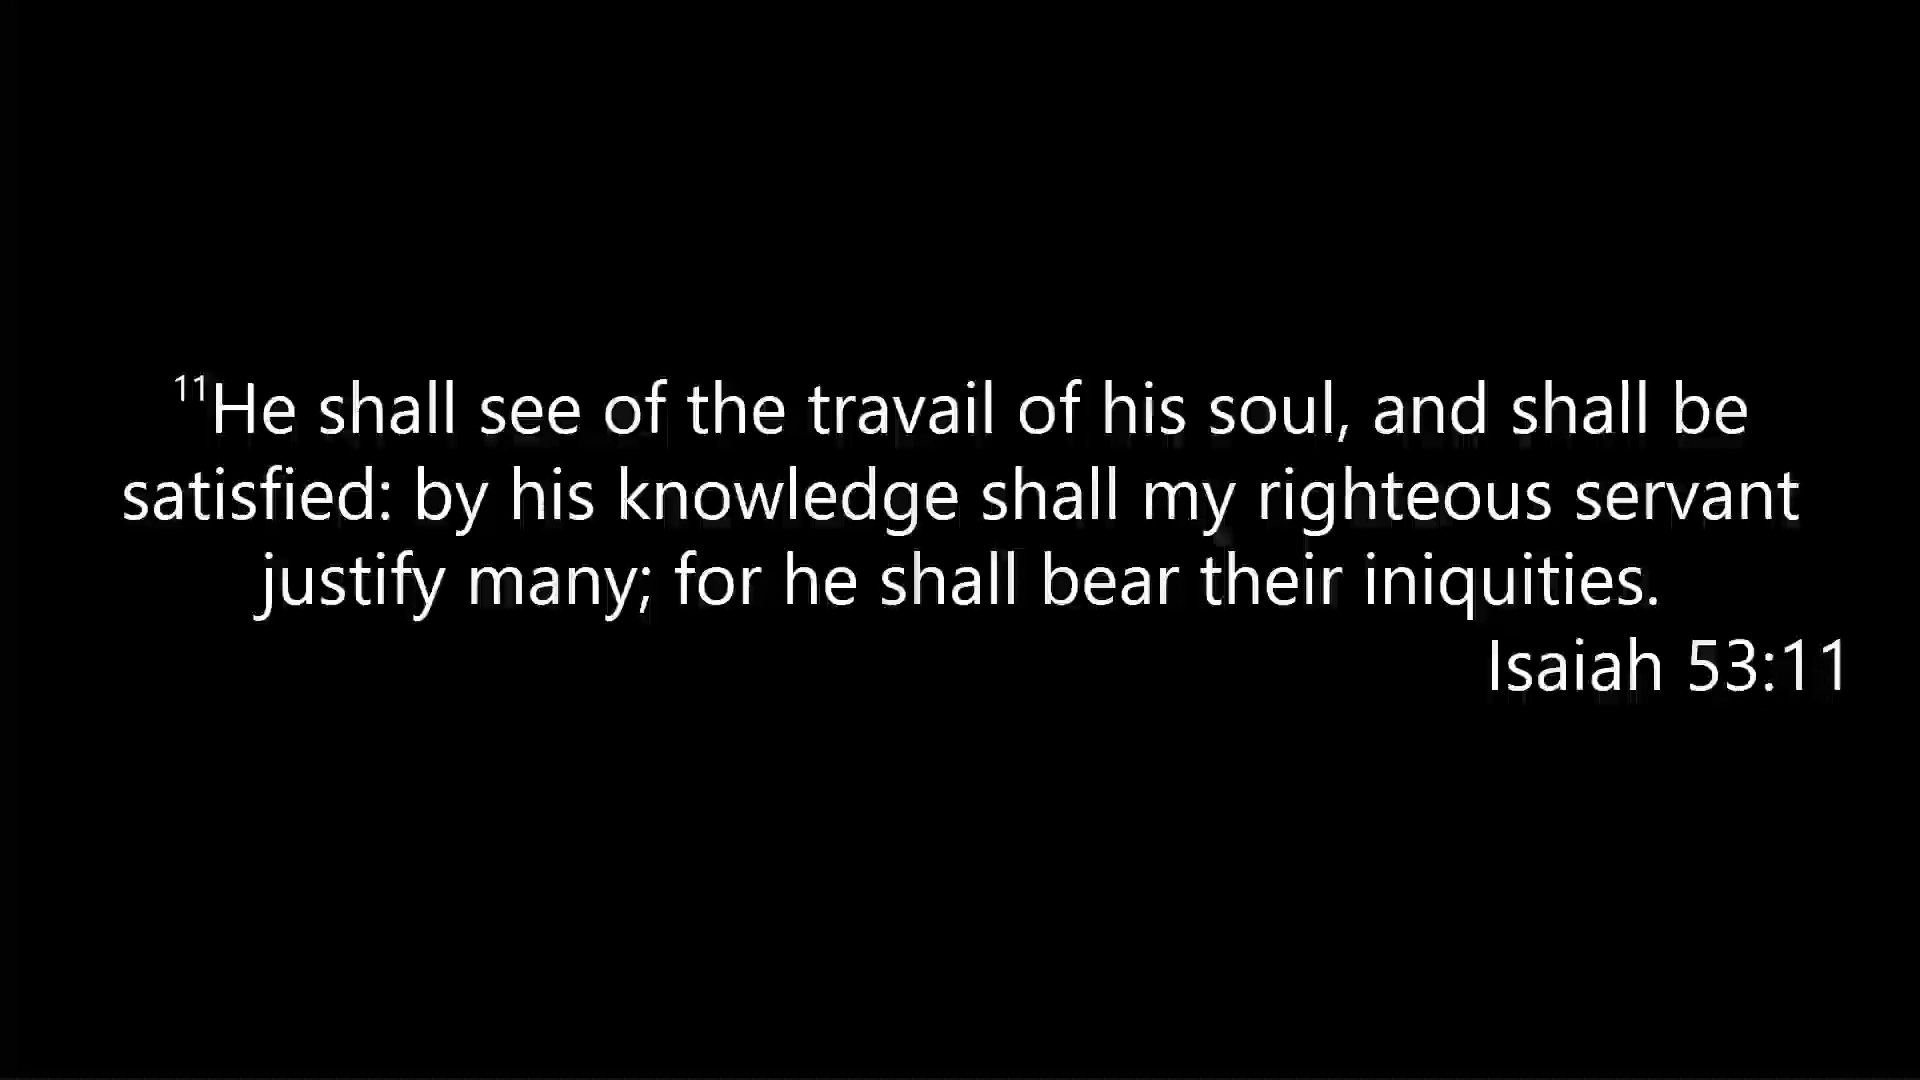 ¹¹He shall see of the travail of his soul, and shall be
satisfied: by his knowledge shall my righteous servant
justify many; for he shall bear their iniquities.
Isaiah 53:11